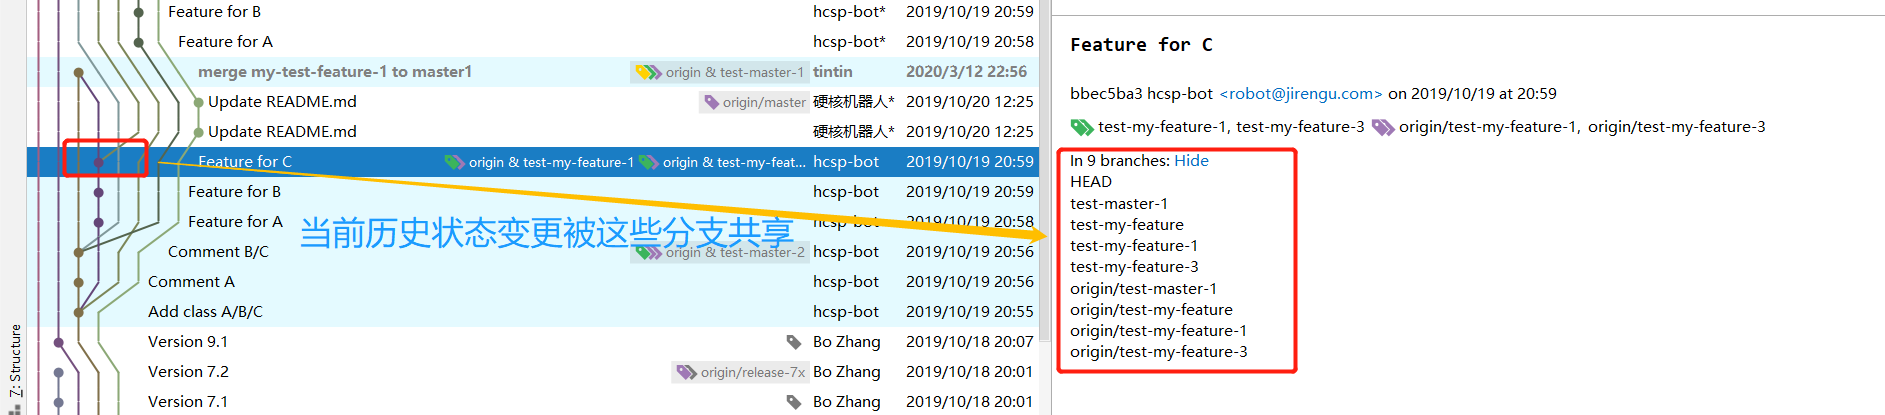 Feature for B hcsp-bot* 2019/10/19 20:59
Feature for A hcsp-bot* 2019/10/19 20:58
merge my-test-feature-1 to master1 origin & test-master-1 tintin 2020/3/12 22:56
Update README.md origin/master 硬核机器人* 2019/10/20 12:25
Update README.md 硬核机器人* 2019/10/20 12:25
Feature for C origin & test-my-feature-1 origin & test-my-feat... hcsp-bot 2019/10/19 20:59
Feature for B hcsp-bot 2019/10/19 20:59
Feature for A hcsp-bot 2019/10/19 20:58
当前历史状态变更被这些分支共享
Comment B/C origin & test-master-2 hcsp-bot 2019/10/19 20:56
Comment A hcsp-bot 2019/10/19 20:56
Add class A/B/C hcsp-bot 2019/10/19 20:55
Version 9.1 Bo Zhang 2019/10/18 20:07
Version 7.2 origin/release-7x Bo Zhang 2019/10/18 20:01
Version 7.1 Bo Zhang 2019/10/18 20:01
7: Structure
Feature for C
bbec5ba3 hcsp-bot <robot@jirengu.com> on 2019/10/19 at 20:59
test-my-feature-1, test-my-feature-3 origin/test-my-feature-1, origin/test-my-feature-3
In 9 branches: Hide
HEAD
test-master-1
test-my-feature
test-my-feature-1
test-my-feature-3
origin/test-master-1
origin/test-my-feature
origin/test-my-feature-1
origin/test-my-feature-3